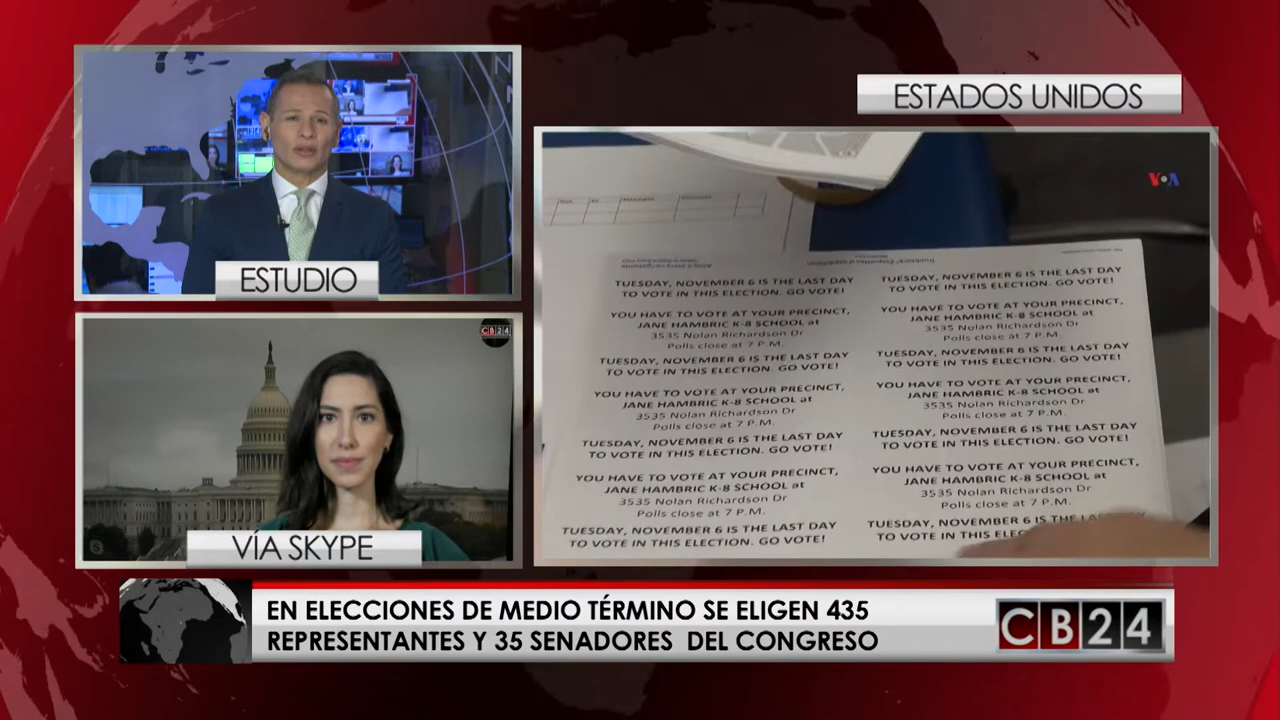 ESTADOS UNIDOS
VOA
ESTUDIO
CB24
VÍA SKYPE
TUESDAY, NOVEMBER 6 IS THE LAST DAY
TO VOTE IN THIS ELECTION. GO VOTE!
YOU HAVE TO VOTE AT YOUR PRECINCT,
JANE HAMBRIC K-8 SCHOOL at
3535 Nolan Richardson Dr
Polls close at 7 P.M.
TUESDAY, NOVEMBER 6 IS THE LAST DAY
TO VOTE IN THIS ELECTION. GO VOTE!
YOU HAVE TO VOTE AT YOUR PRECINCT,
JANE HAMBRIC K-8 SCHOOL at
3535 Nolan Richardson Dr
Polls close at 7 P.M.
TUESDAY, NOVEMBER 6 IS THE LAST DAY
TO VOTE IN THIS ELECTION. GO VOTE!
YOU HAVE TO VOTE AT YOUR PRECINCT,
JANE HAMBRIC K-8 SCHOOL at
3535 Nolan Richardson Dr
Polls close at 7 P.M.
TUESDAY, NOVEMBER 6 IS THE LAST DAY
TO VOTE IN THIS ELECTION. GO VOTE!
TUESDAY, NOVEMBER 6 IS THE LAST DAY
TO VOTE IN THIS ELECTION. GO VOTE!
YOU HAVE TO VOTE AT YOUR PRECINCT,
JANE HAMBRIC K-8 SCHOOL at
3535 Nolan Richardson Dr
Polls close at 7 P.M.
TUESDAY, NOVEMBER 6 IS THE LAST DAY
TO VOTE IN THIS ELECTION. GO VOTE!
YOU HAVE TO VOTE AT YOUR PRECINCT,
JANE HAMBRIC K-8 SCHOOL at
3535 Nolan Richardson Dr
Polls close at 7 P.M.
TUESDAY, NOVEMBER 6 IS THE LAST DAY
TO VOTE IN THIS ELECTION. GO VOTE!
YOU HAVE TO VOTE AT YOUR PRECINCT,
JANE HAMBRIC K-8 SCHOOL at
3535 Nolan Richardson Dr
Polls close at 7 P.M.
TUESDAY, NOVEMBER 6 IS THE
TO VOTE IN THIS
EN ELECCIONES DE MEDIO TÉRMINO SE ELIGEN 435
REPRESENTANTES Y 35 SENADORES DEL CONGRESO
CB24